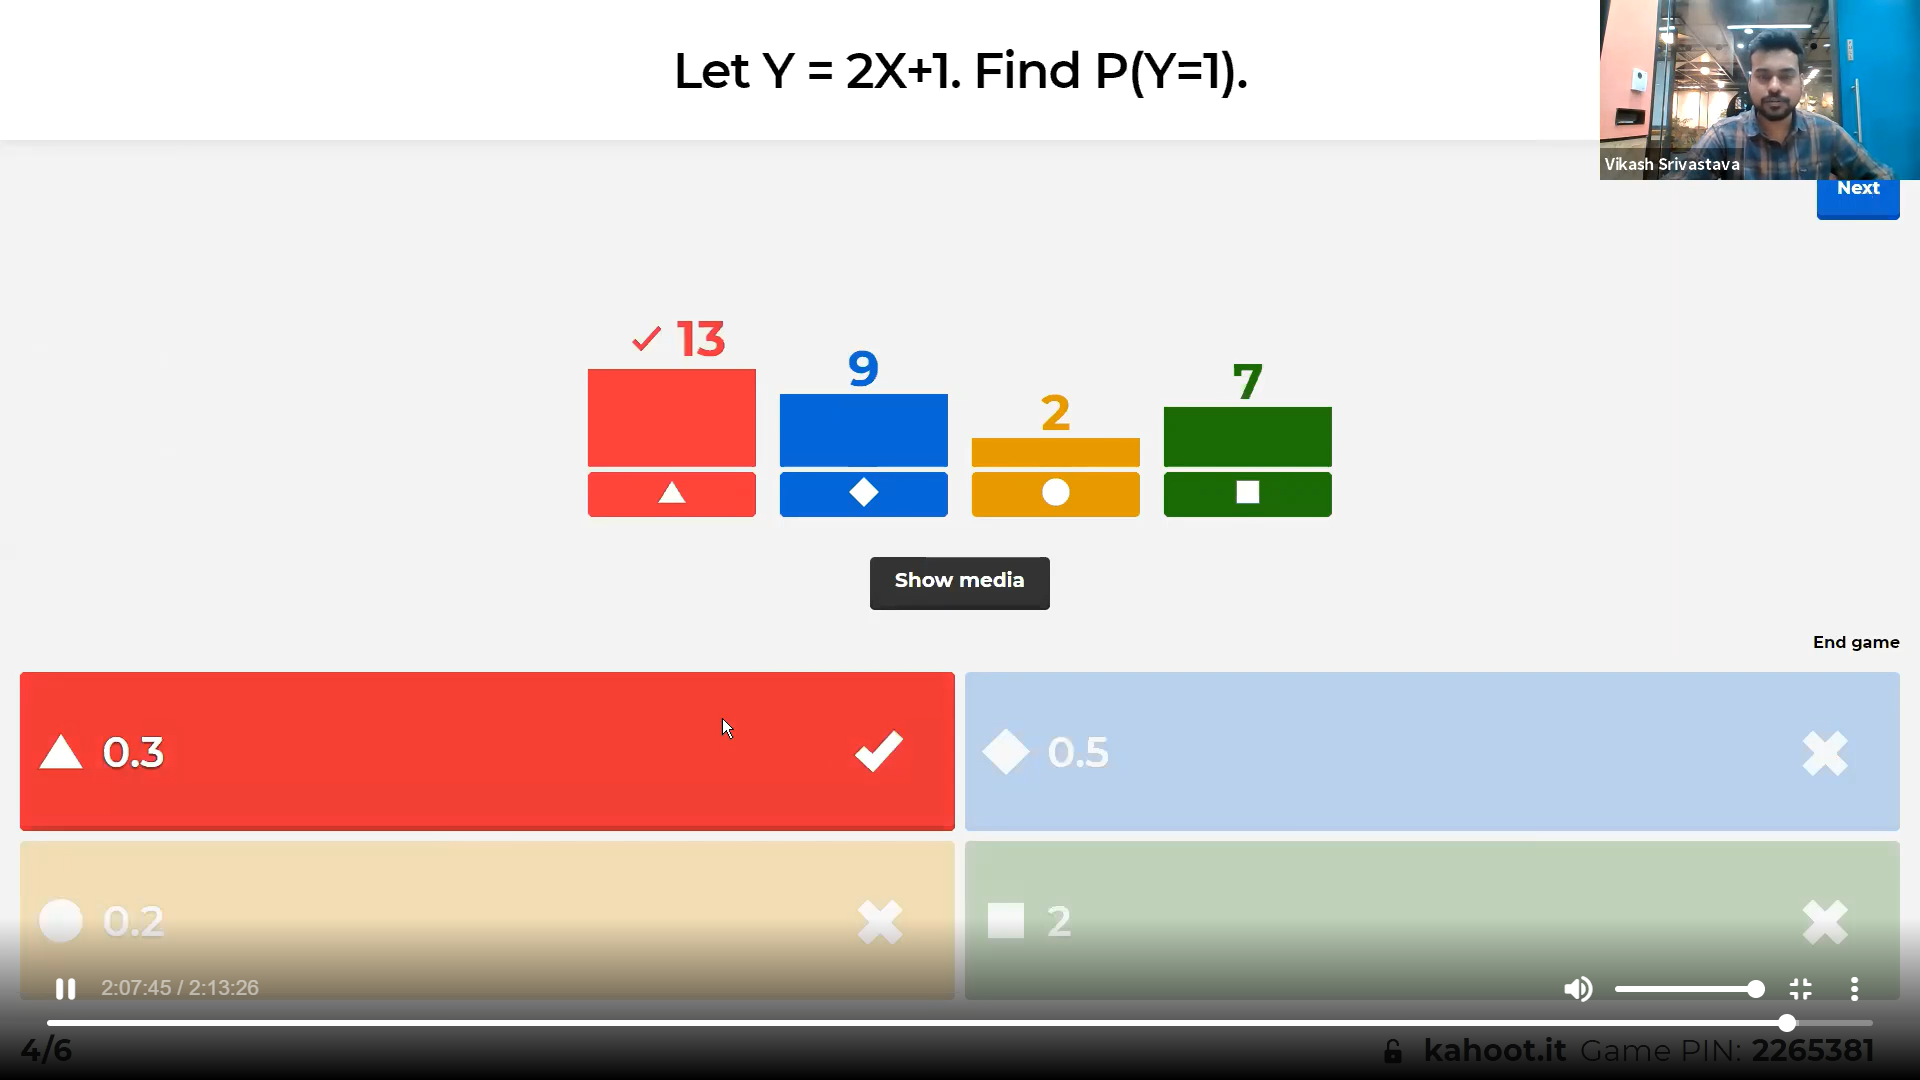 Let Y = 2X+1. Find P(Y=1).
Vikash Srivastava
Next
13
9
2
7
Show media
End game
0.3
0.5
0.2
2
2:07:45 / 2:13:26
4/6
kahoot.it Game PIN: 2265381